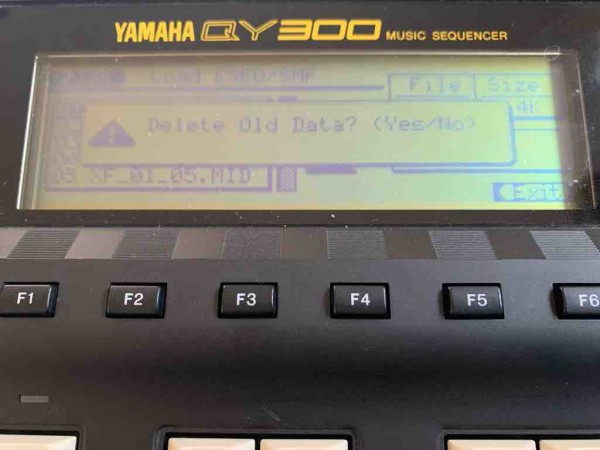 YAMAHA QY300 MUSIC SEQUENCER
Load ESEQ/SMF
File Size
4K
Delete Old Data? (Yes/No)
05 XF_01_05.MID
Exit
F1 F2 F3 F4 F5 F6